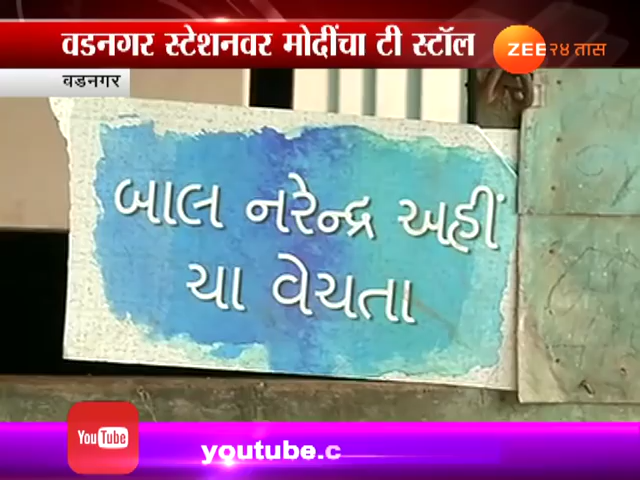 वडनगर स्टेशनवर मोदींचा टी स्टॉल
ZEE २४ तास
वडनगर
બાલ નરેન્દ્ર અહીં
ચા વેચતા
YouTube
youtube.c